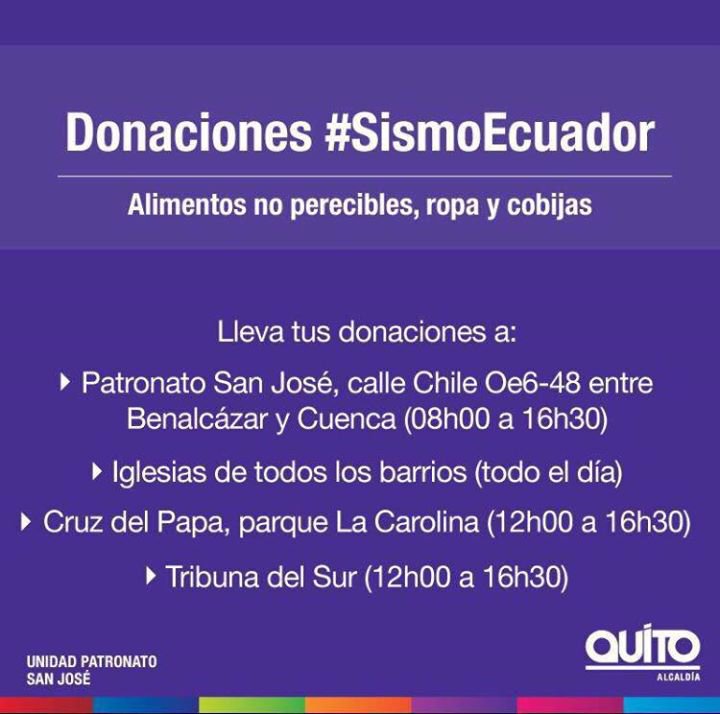 Donaciones #SismoEcuador
Alimentos no perecibles, ropa y cobijas
Lleva tus donaciones a:
Patronato San José, calle Chile Oe6-48 entre
Benalcázar y Cuenca (08h00 a 16h30)
Iglesias de todos los barrios (todo el día)
Cruz del Papa, parque La Carolina (12h00 a 16h30)
Tribuna del Sur (12h00 a 16h30)
UNIDAD PATRONATO
SAN JOSÉ
QUITO
ALCALDÍA